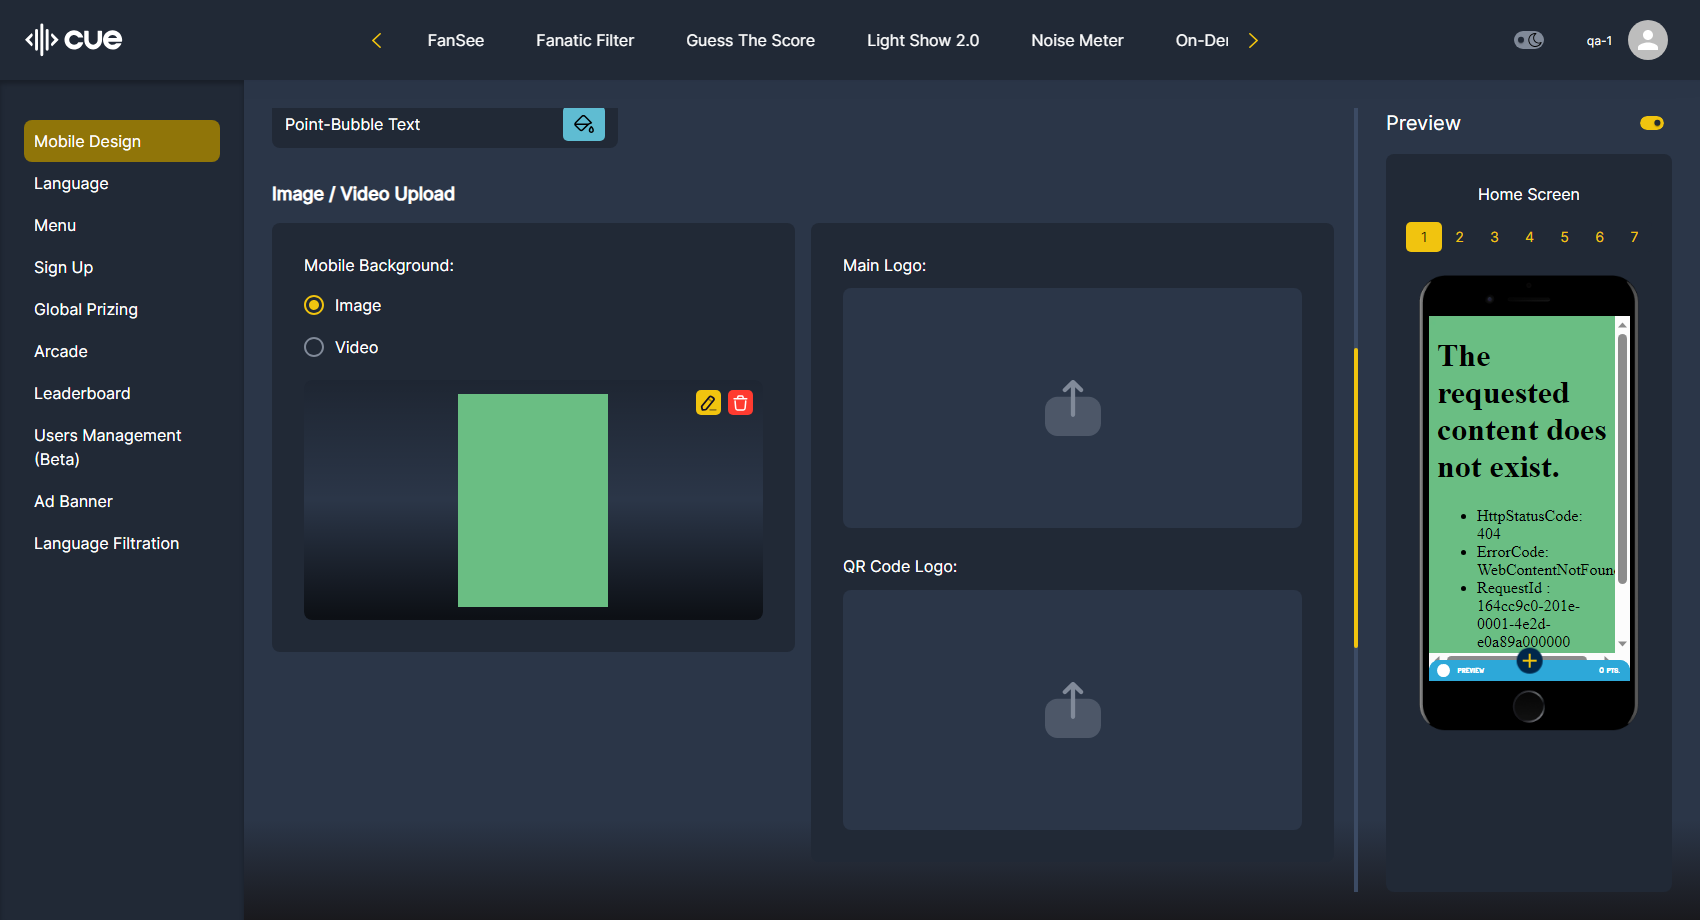 cue
FanSee
Fanatic Filter
Guess The Score
Light Show 2.0
Noise Meter
On-Der
qa-1
Mobile Design
Language
Menu
Sign Up
Global Prizing
Arcade
Leaderboard
Users Management
(Beta)
Ad Banner
Language Filtration
Point-Bubble Text
Image / Video Upload
Mobile Background:
Image
Video
Main Logo:
QR Code Logo:
Preview
Home Screen
1 2 3 4 5 6 7
The
requested
content does
not exist.
HttpStatusCode:
404
ErrorCode:
WebContentNotFoun
RequestId :
164cc9c0-201e-
0001-4e2d-
e0a89a000000
PREVIEW
0 PTS.